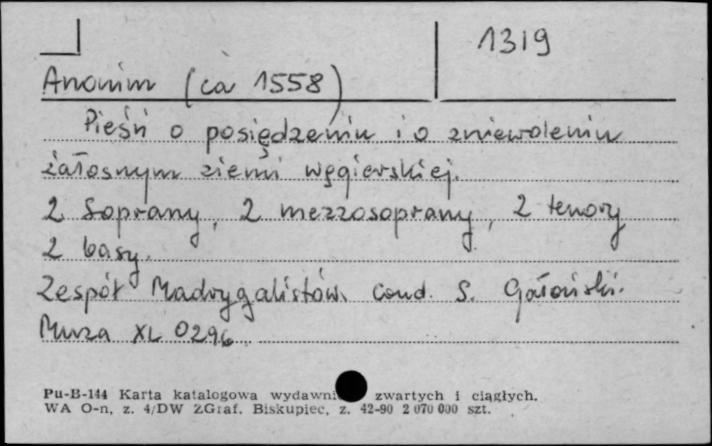 1319
Anonim (ca 1558)
Pieśń o posiędzeniu i o zniewoleniu
żałosnym ziemi węgierskiej.
2 Soprany, 2 mezzosoprany, 2 tenory
2 basy.
Zespół Madrygalistów cond. S. Gałoński.
Muza XL 0296.
Pu-B-144 Karta katalogowa zwartych i ciągłych.
WA O-n, z. 4/DW ZGraf. Biskupiec, z. 42-90 2 070 000 szt.